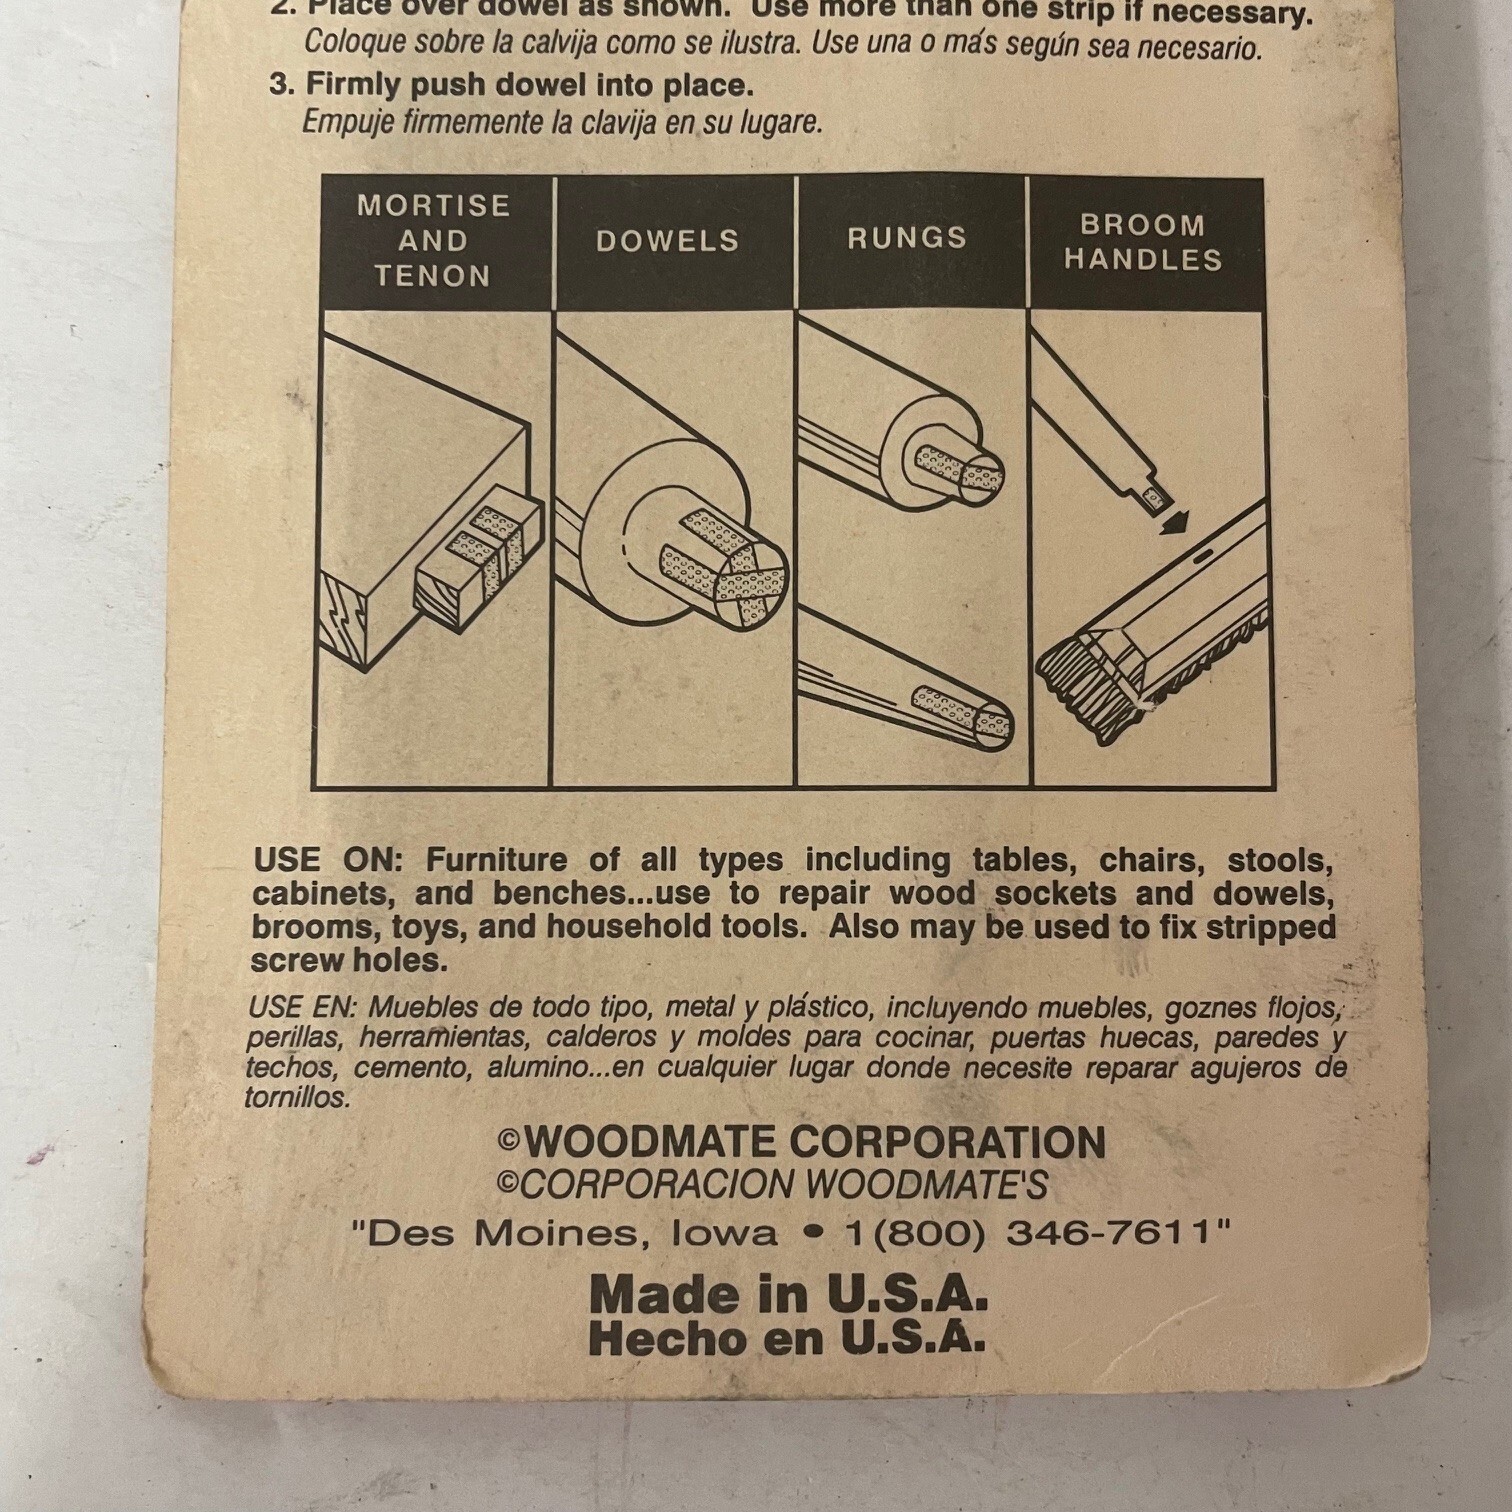 2. Place over dowel as shown. Use more than one strip if necessary.
Coloque sobre la calvija como se ilustra. Use una o más según sea necesario.
3. Firmly push dowel into place.
Empuje firmemente la clavija en su lugare.
MORTISE
AND
TENON
DOWELS
RUNGS
BROOM
HANDLES
USE ON: Furniture of all types including tables, chairs, stools,
cabinets, and benches...use to repair wood sockets and dowels,
brooms, toys, and household tools. Also may be used to fix stripped
screw holes.
USE EN: Muebles de todo tipo, metal y plástico, incluyendo muebles, goznes flojos,
perillas, herramientas, calderos y moldes para cocinar, puertas huecas, paredes y
techos, cemento, alumino...en cualquier lugar donde necesite reparar agujeros de
tornillos.
©WOODMATE CORPORATION
©CORPORACION WOODMATE'S
"Des Moines, Iowa • 1(800) 346-7611"
Made in U.S.A.
Hecho en U.S.A.